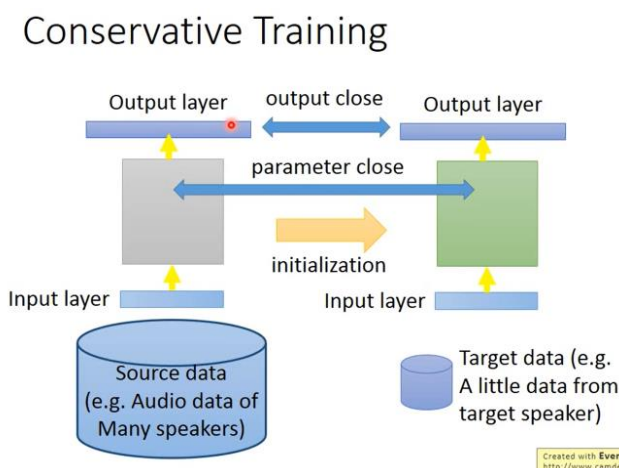 Conservative Training
Output layer
output close
Output layer
parameter close
initialization
Input layer
Input layer
Source data
(e.g. Audio data of
Many speakers)
Target data (e.g.
A little data from
target speaker)
Created with Ever